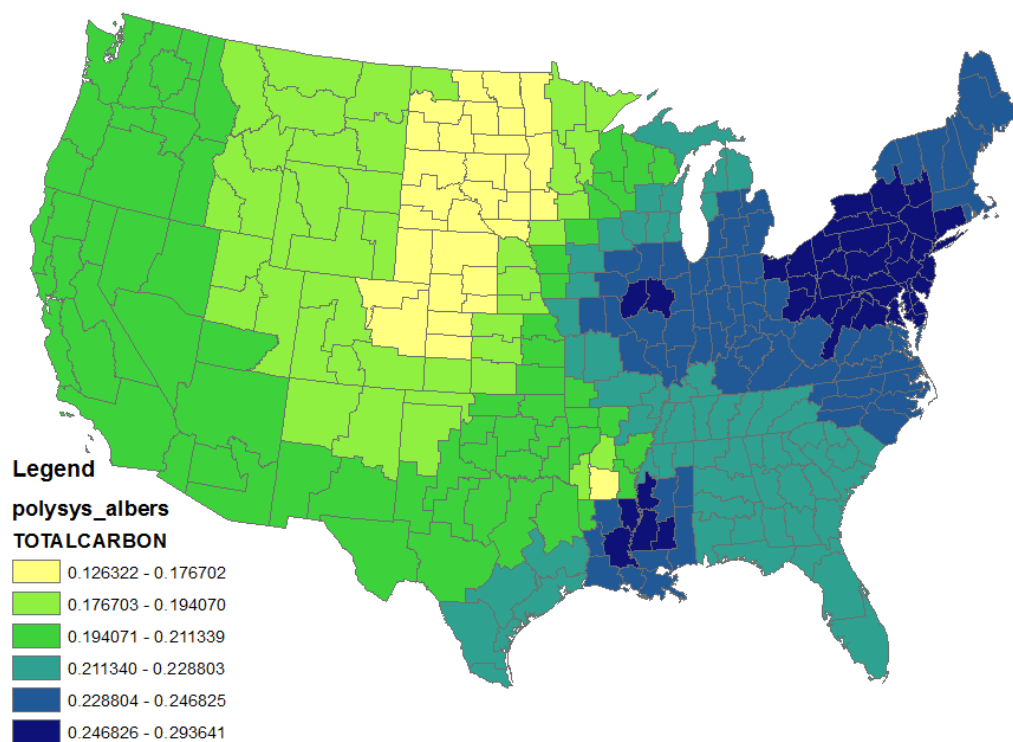 Legend
polysys_albers
TOTALCARBON
0.126322 - 0.176702
0.176703 - 0.194070
0.194071 - 0.211339
0.211340 - 0.228803
0.228804 - 0.246825
0.246826 - 0.293641